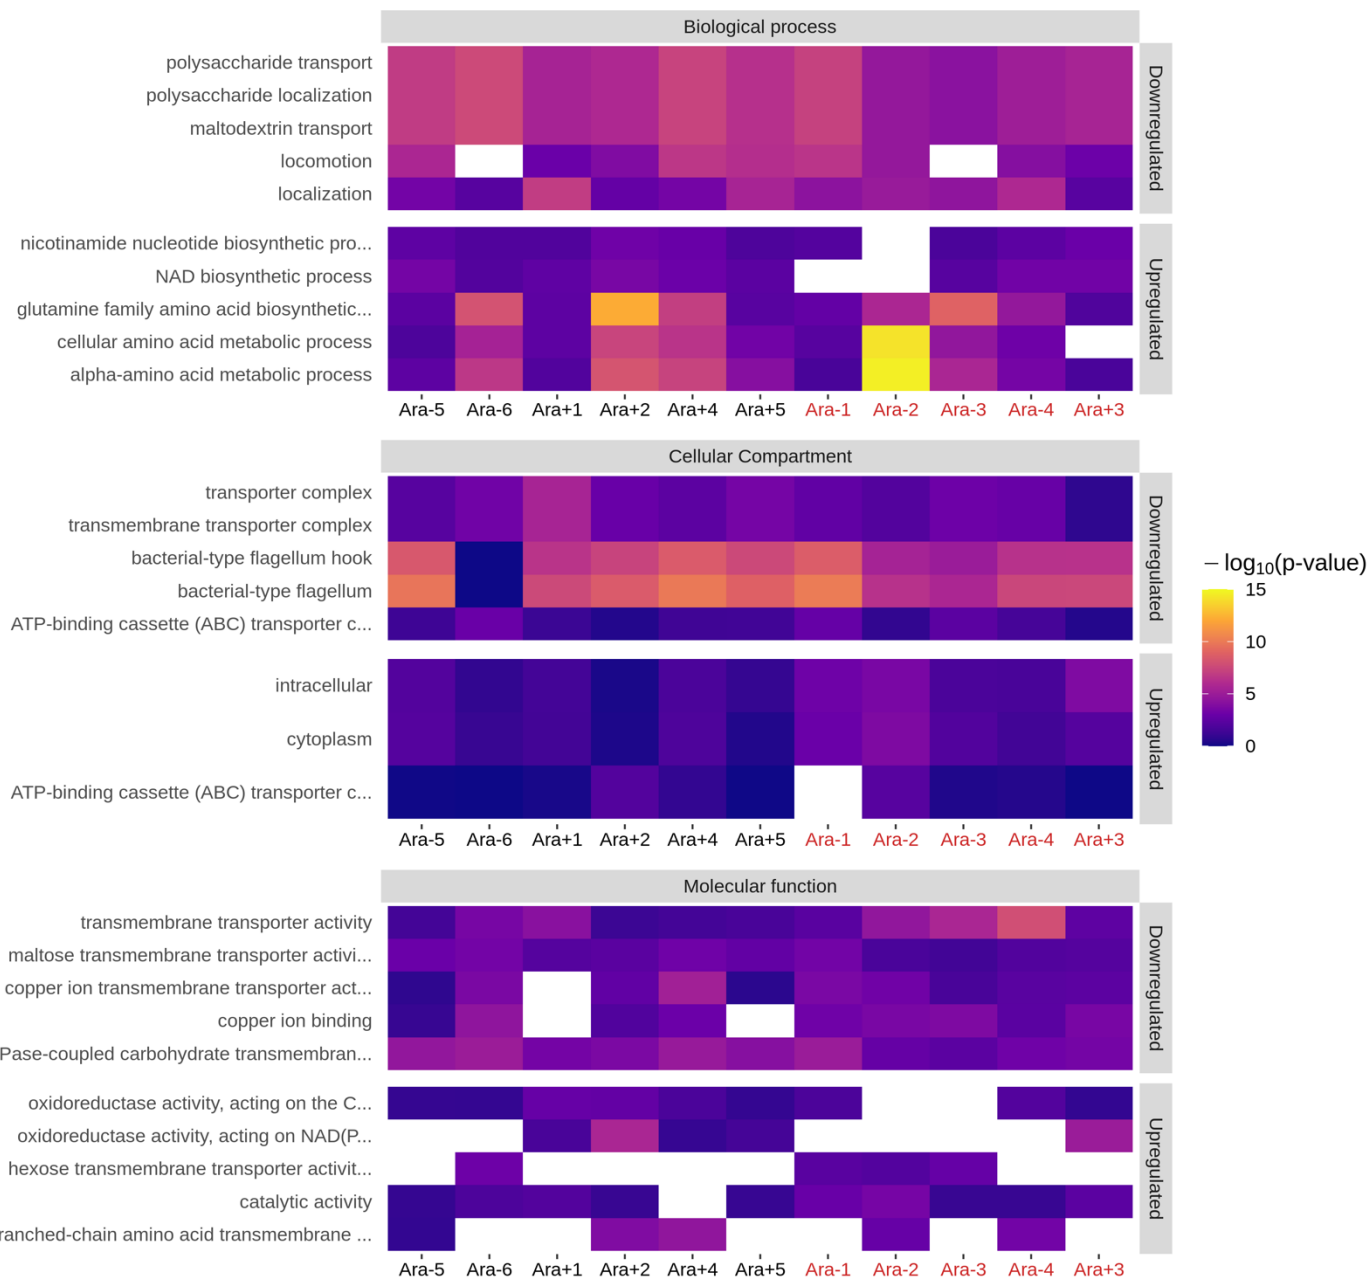 Biological process
polysaccharide transport
polysaccharide localization
maltodextrin transport
locomotion
localization
Downregulated
nicotinamide nucleotide biosynthetic pro...
NAD biosynthetic process
glutamine family amino acid biosynthetic...
cellular amino acid metabolic process
alpha-amino acid metabolic process
Upregulated
Ara-5 Ara-6 Ara+1 Ara+2 Ara+4 Ara+5 Ara-1 Ara-2 Ara-3 Ara-4 Ara+3
Cellular Compartment
transporter complex
transmembrane transporter complex
bacterial-type flagellum hook
bacterial-type flagellum
ATP-binding cassette (ABC) transporter c...
Downregulated
intracellular
cytoplasm
ATP-binding cassette (ABC) transporter c...
Upregulated
Ara-5 Ara-6 Ara+1 Ara+2 Ara+4 Ara+5 Ara-1 Ara-2 Ara-3 Ara-4 Ara+3
− log10(p-value)
15
10
5
0
Molecular function
transmembrane transporter activity
maltose transmembrane transporter activi...
copper ion transmembrane transporter act...
copper ion binding
Pase-coupled carbohydrate transmembran...
Downregulated
oxidoreductase activity, acting on the C...
oxidoreductase activity, acting on NAD(P...
hexose transmembrane transporter activit...
catalytic activity
ranched-chain amino acid transmembrane ...
Upregulated
Ara-5 Ara-6 Ara+1 Ara+2 Ara+4 Ara+5 Ara-1 Ara-2 Ara-3 Ara-4 Ara+3